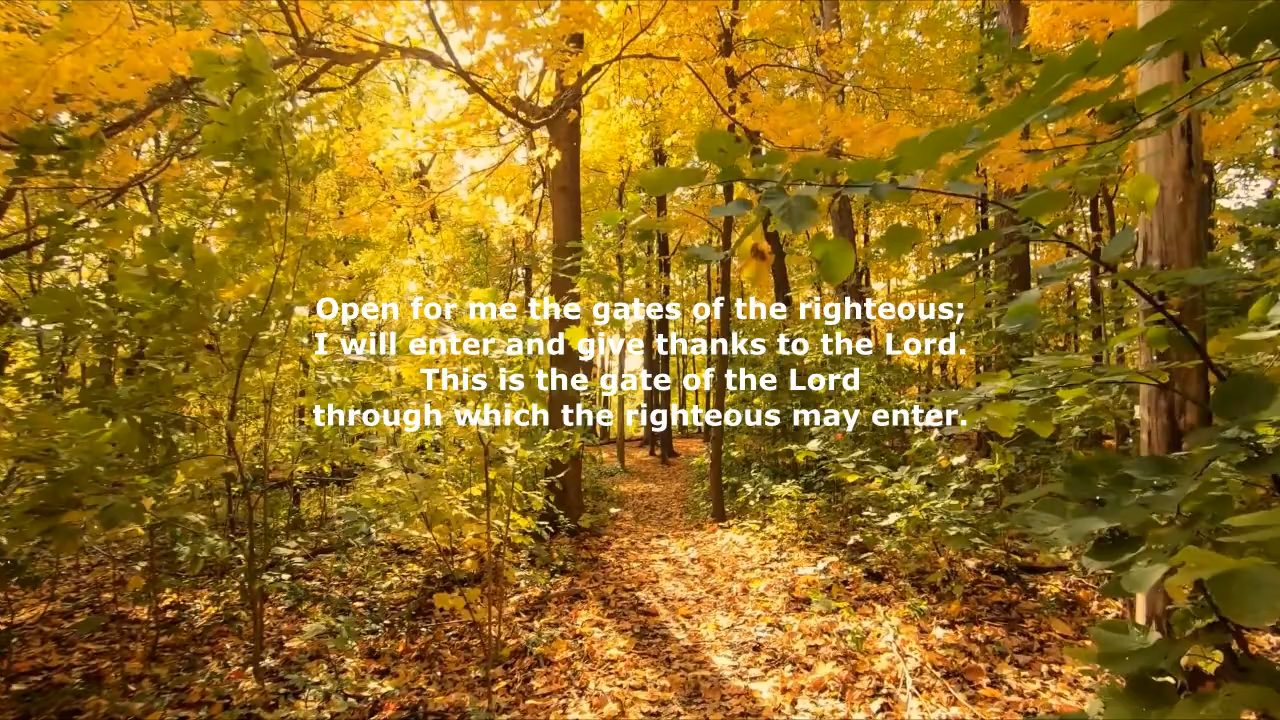 Open for me the gates of the righteous;
I will enter and give thanks to the Lord.
This is the gate of the Lord
through which the righteous may enter.